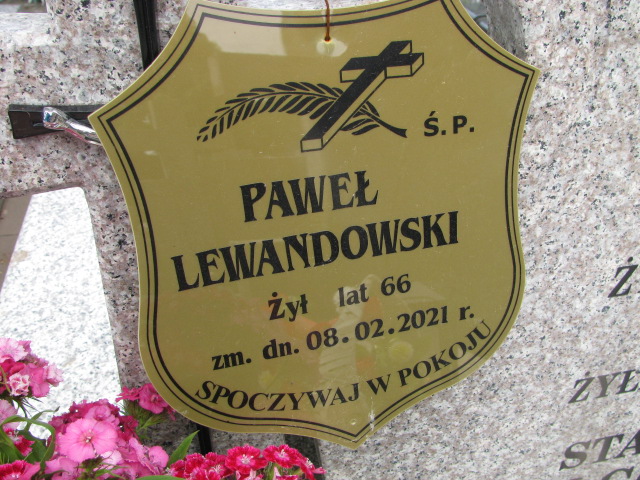 Ś.P.
PAWEŁ
LEWANDOWSKI
Żył lat 66
zm. dn. 08.02.2021 r.
SPOCZYWAJ W POKOJU